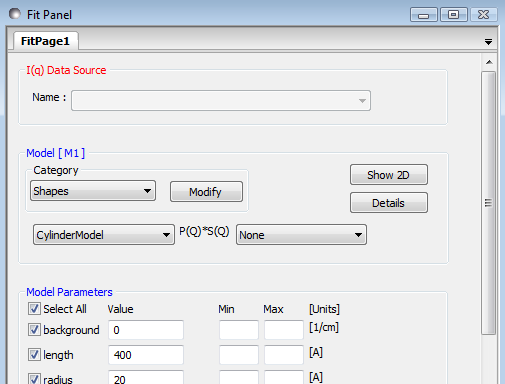 Fit Panel
FitPage1
I(q) Data Source
Name :
Model [ M1 ]
Category
Shapes
Modify
Show 2D
Details
CylinderModel P(Q)*S(Q) None
Model Parameters
Select All Value Min Max [Units]
background 0 [1/cm]
length 400 [A]
radius 20 [A]